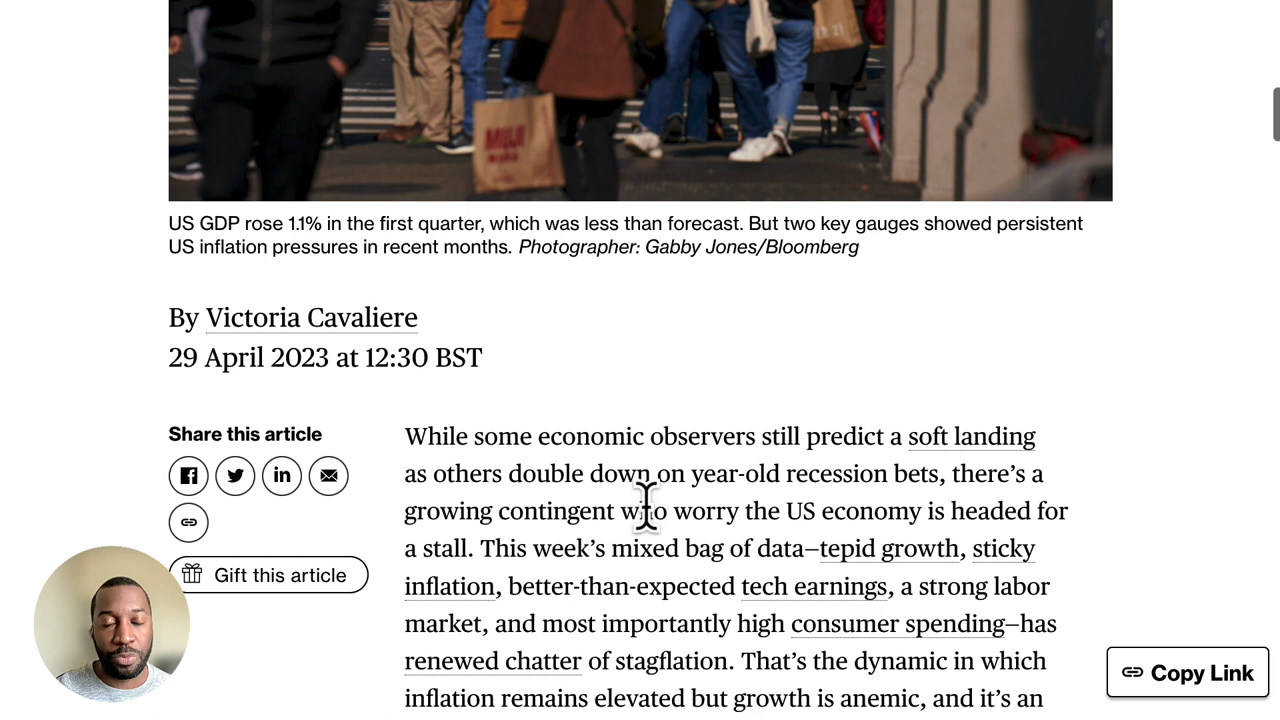 MUJI
US GDP rose 1.1% in the first quarter, which was less than forecast. But two key gauges showed persistent
US inflation pressures in recent months. Photographer: Gabby Jones/Bloomberg
By Victoria Cavaliere
29 April 2023 at 12:30 BST
Share this article
Gift this article
While some economic observers still predict a soft landing
as others double down on year-old recession bets, there’s a
growing contingent who worry the US economy is headed for
a stall. This week’s mixed bag of data—tepid growth, sticky
inflation, better-than-expected tech earnings, a strong labor
market, and most importantly high consumer spending—has
renewed chatter of stagflation. That’s the dynamic in which
inflation remains elevated but growth is anemic, and it’s an
Copy Link